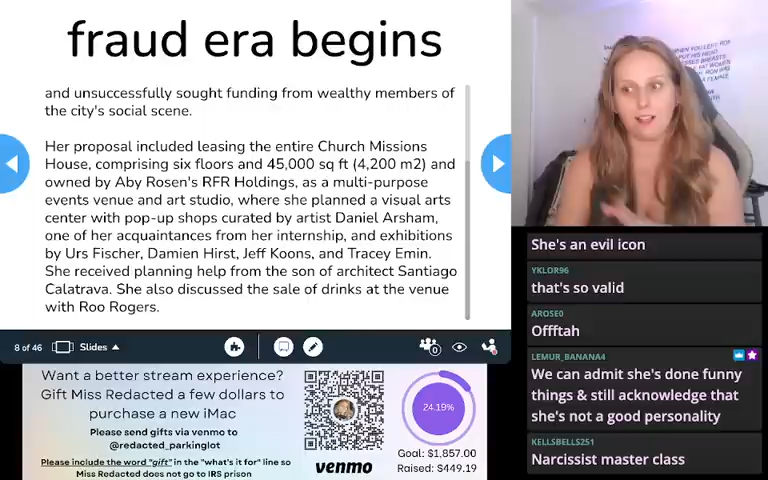 fraud era begins
and unsuccessfully sought funding from wealthy members of
the city's social scene.
Her proposal included leasing the entire Church Missions
House, comprising six floors and 45,000 sq ft (4,200 m2) and
owned by Aby Rosen's RFR Holdings, as a multi-purpose
events venue and art studio, where she planned a visual arts
center with pop-up shops curated by artist Daniel Arsham,
one of her acquaintances from her internship, and exhibitions
by Urs Fischer, Damien Hirst, Jeff Koons, and Tracey Emin.
She received planning help from the son of architect Santiago
Calatrava. She also discussed the sale of drinks at the venue
with Roo Rogers.
8 of 46
Slides
0
Want a better stream experience?
Gift Miss Redacted a few dollars to
purchase a new iMac
Please send gifts via venmo to
@redacted_parkinglot
Please include the word "gift" in the "what's it for" line so
Miss Redacted does not go to IRS prison
venmo
24.19%
Goal: $1,857.00
Raised: $449.19
She's an evil icon
YKLOR96
that's so valid
AROSE0
Offftah
LEMUR_BANANA4
We can admit she's done funny
things & still acknowledge that
she's not a good personality
KELLSBELLS251
Narcissist master class